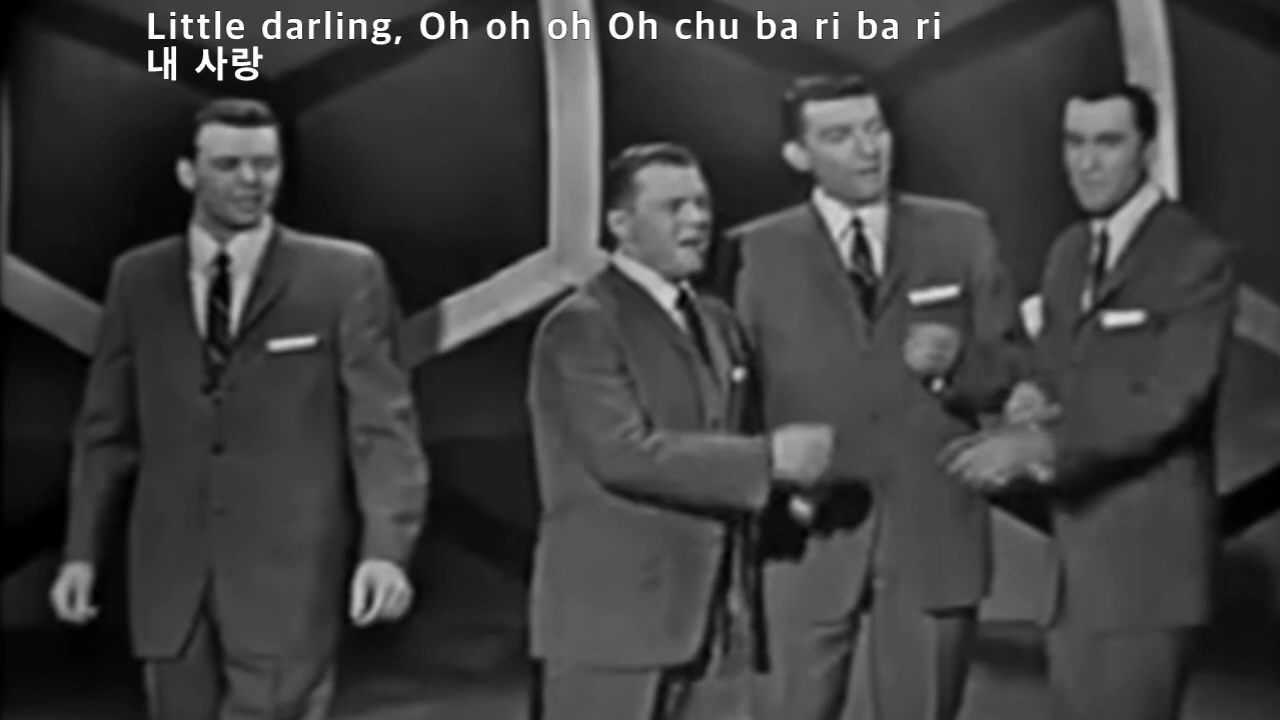 Little darling, Oh oh oh Oh chu ba ri ba ri
내 사랑